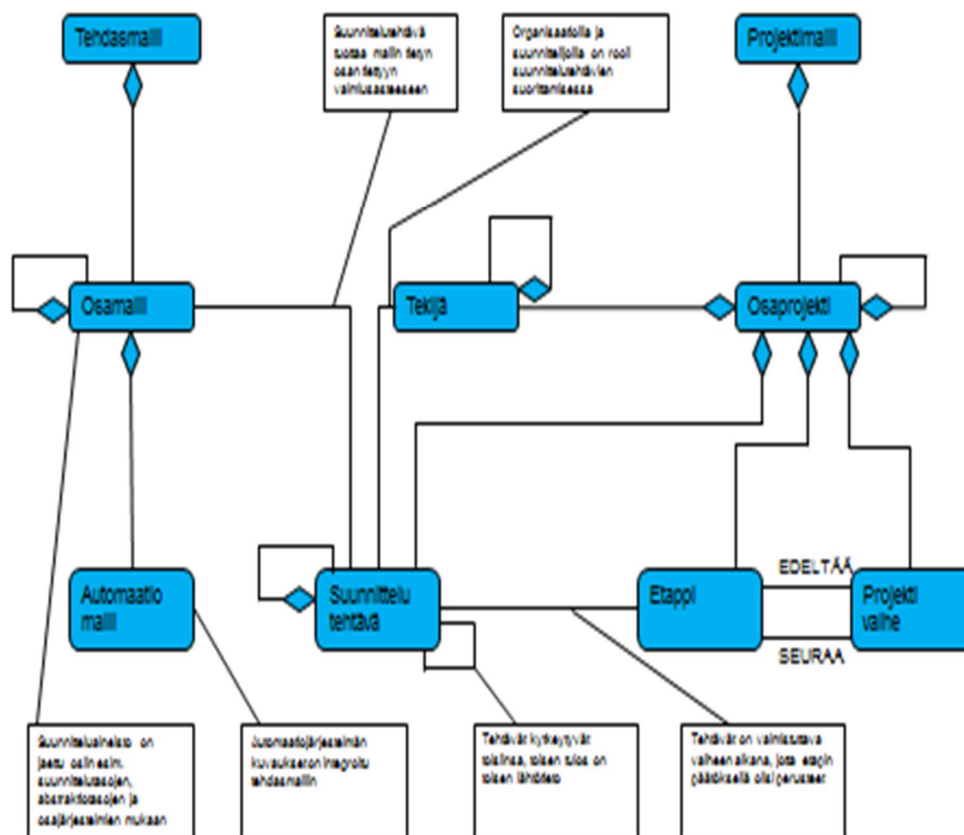 Tehdasmalli
Suunnittelutehtävä
tuottaa mallin tietyn
osan tiettyyn
valmiusasteeseen
Organisaatiolla ja
suunnittelijoilla on rooli
suunnittelutehtävien
suorittamisessa
Projektimalli
Osamalli
Tekijä
Osaprojekti
Automaatio
malli
Suunnittelu
tehtävä
Etappi
EDELTÄÄ
SEURAA
Projekti
vaihe
Suunnitteluaineisto on
jaettu osiin esim.
suunnittelutasojen,
abstraktiotasojen ja
osajärjestelmien mukaan
Automaatiojärjestelmän
kuvaukset on integroitu
tehdasmalliin
Tehtävät kytkeytyvät
toisiinsa, toisen tulos on
toisen lähtötieto
Tehtävät on valmistuttava
vaiheen aikana, jotta etapin
päätöksellä olisi perusteet